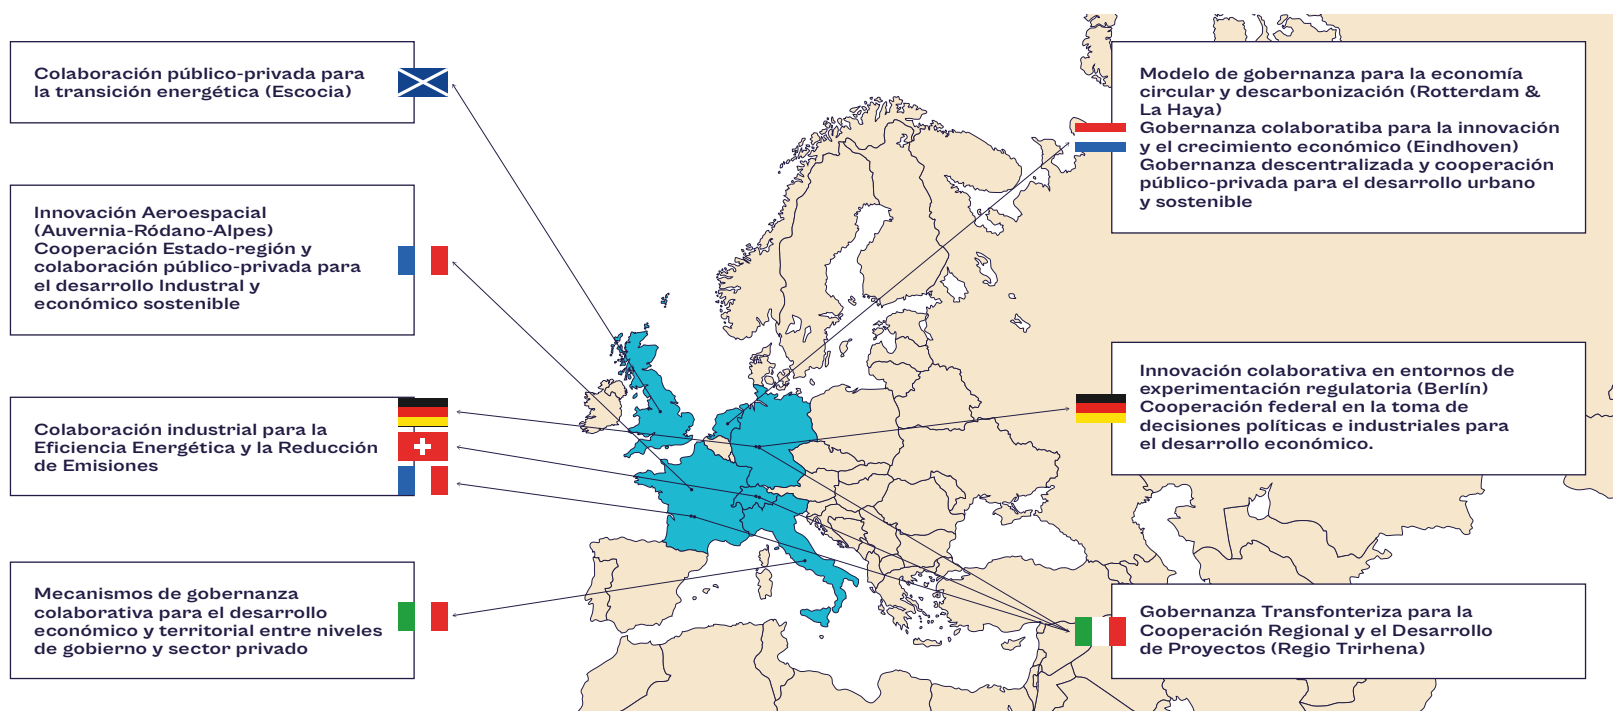 Colaboración público-privada para
la transición energética (Escocia)
Innovación Aeroespacial
(Auvernia-Ródano-Alpes)
Cooperación Estado-región y
colaboración público-privada para
el desarrollo Industral y
económico sostenible
Colaboración industrial para la
Eficiencia Energética y la Reducción
de Emisiones
Mecanismos de gobernanza
colaborativa para el desarrollo
económico y territorial entre niveles
de gobierno y sector privado
Modelo de gobernanza para la economía
circular y descarbonización (Rotterdam &
La Haya)
Gobernanza colaboratiba para la innovación
y el crecimiento económico (Eindhoven)
Gobernanza descentralizada y cooperación
público-privada para el desarrollo urbano
y sostenible
Innovación colaborativa en entornos de
experimentación regulatoria (Berlín)
Cooperación federal en la toma de
decisiones políticas e industriales para
el desarrollo económico.
Gobernanza Transfonteriza para la
Cooperación Regional y el Desarrollo
de Proyectos (Regio Trirhena)